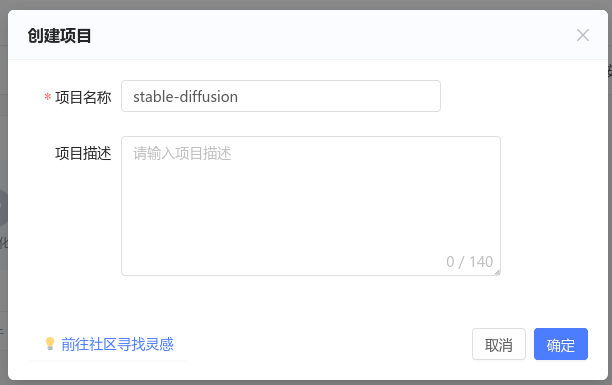 创建项目
* 项目名称 stable-diffusion
项目描述 请输入项目描述
0 / 140
前往社区寻找灵感 取消 确定